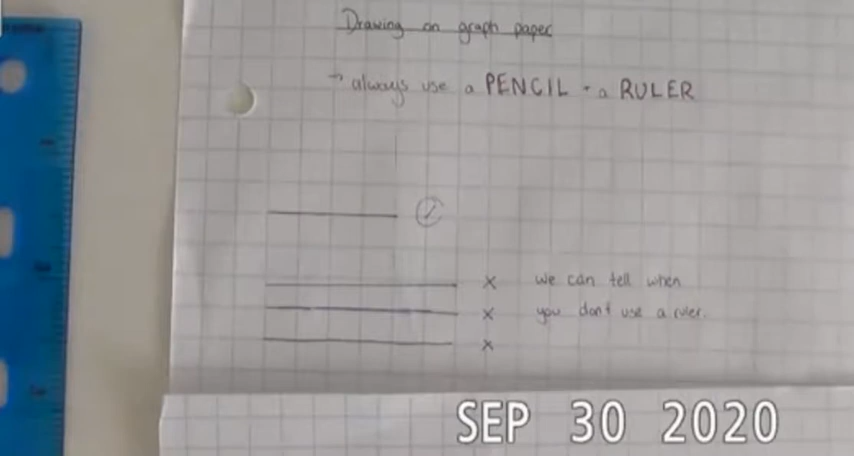 Drawing on graph paper
→ always use a PENCIL + a RULER
x we can tell when
x you don't use a ruler.
x
SEP 30 2020